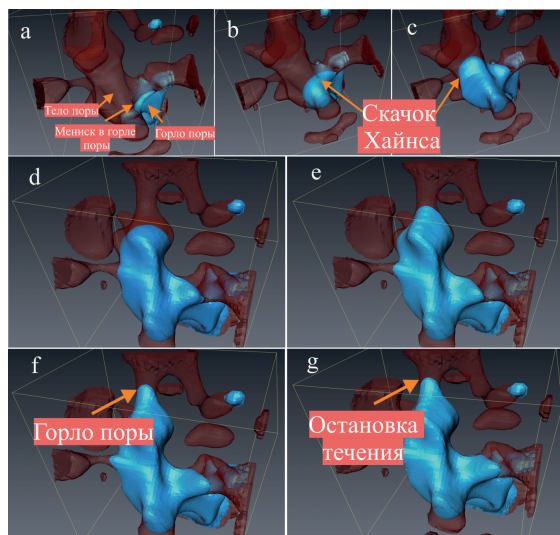 a
b
c
Тело поры
Мениск в горле
поры
Горло поры
Скачок
Хайнса
d
e
f
g
Горло поры
Остановка
течения